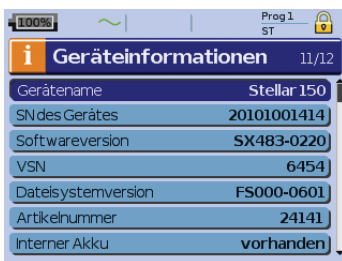 100% Prog 1
ST
i Geräteinformationen 11/12
Gerätename Stellar 150
SN des Gerätes 20101001414
Softwareversion SX483-0220
VSN 6454
Dateisystemversion FS000-0601
Artikelnummer 24141
Interner Akku vorhanden